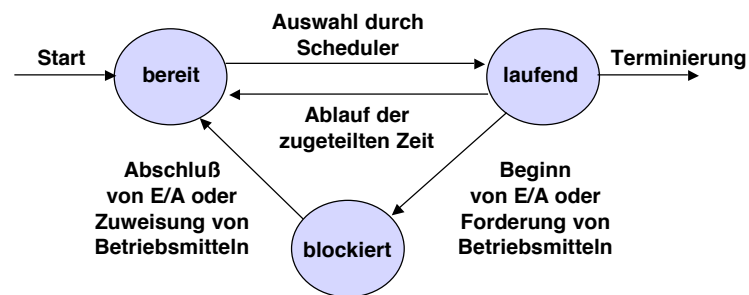 Auswahl durch
Scheduler
Start
Terminierung
bereit
laufend
Ablauf der
zugeteilten Zeit
Abschluß
von E/A oder
Zuweisung von
Betriebsmitteln
Beginn
von E/A oder
Forderung von
Betriebsmitteln
blockiert